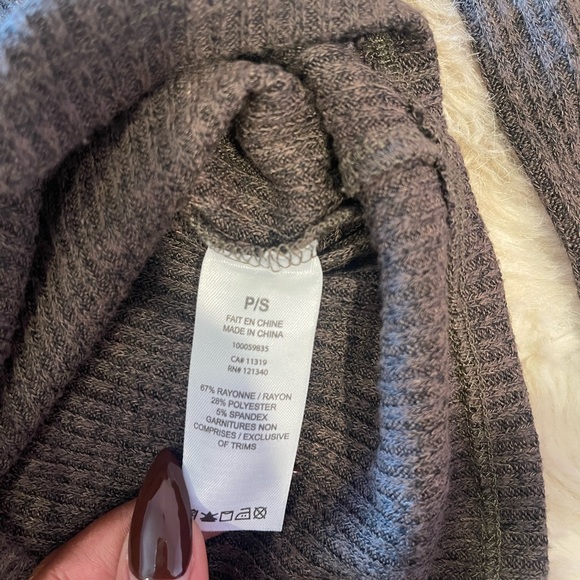 P/S
FAIT EN CHINE
MADE IN CHINA
100059835
CA# 11319
RN# 121340
67% RAYONNE / RAYON
28% POLYESTER
5% SPANDEX
GARNITURES NON
COMPRISES / EXCLUSIVE
OF TRIMS